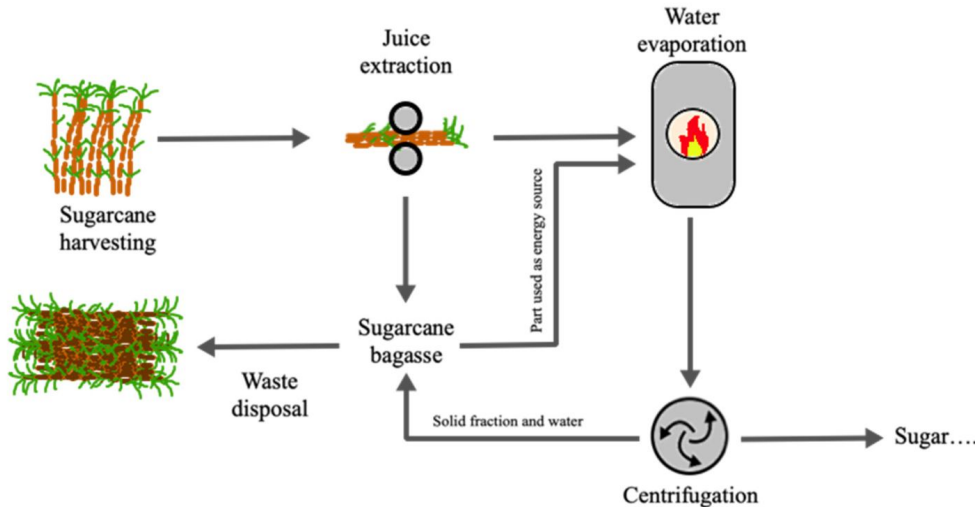 Water
evaporation
Juice
extraction
Sugarcane
harvesting
Part used as energy source
Sugarcane
bagasse
Waste
disposal
Solid fraction and water
Sugar....
Centrifugation